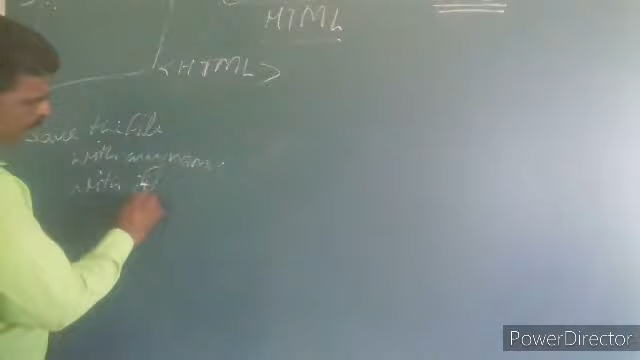 HTML
<HTML>
Save this File
with any name.
with
PowerDirector